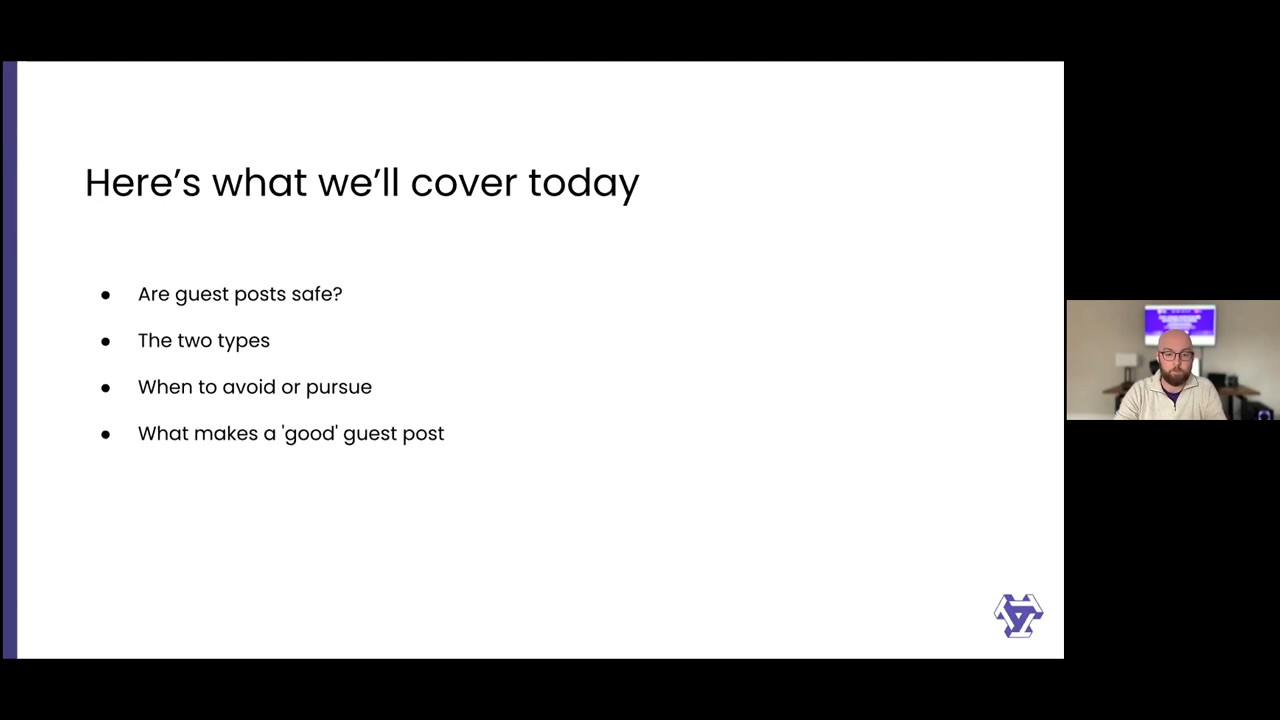 Here's what we'll cover today
● Are guest posts safe?
● The two types
● When to avoid or pursue
● What makes a 'good' guest post